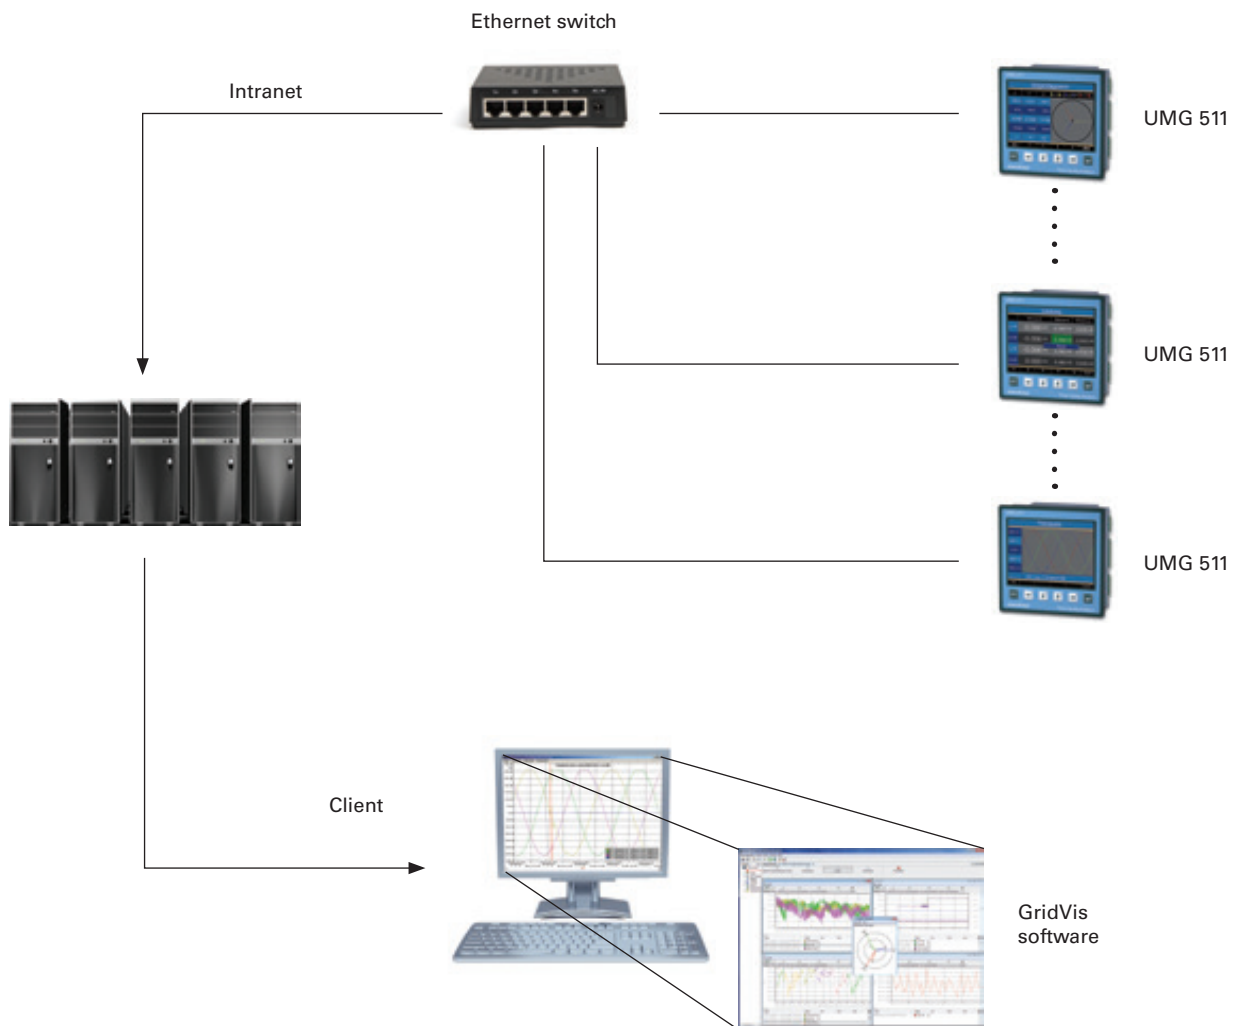 Ethernet switch
Intranet
UMG 511
UMG 511
UMG 511
Client
GridVis
software